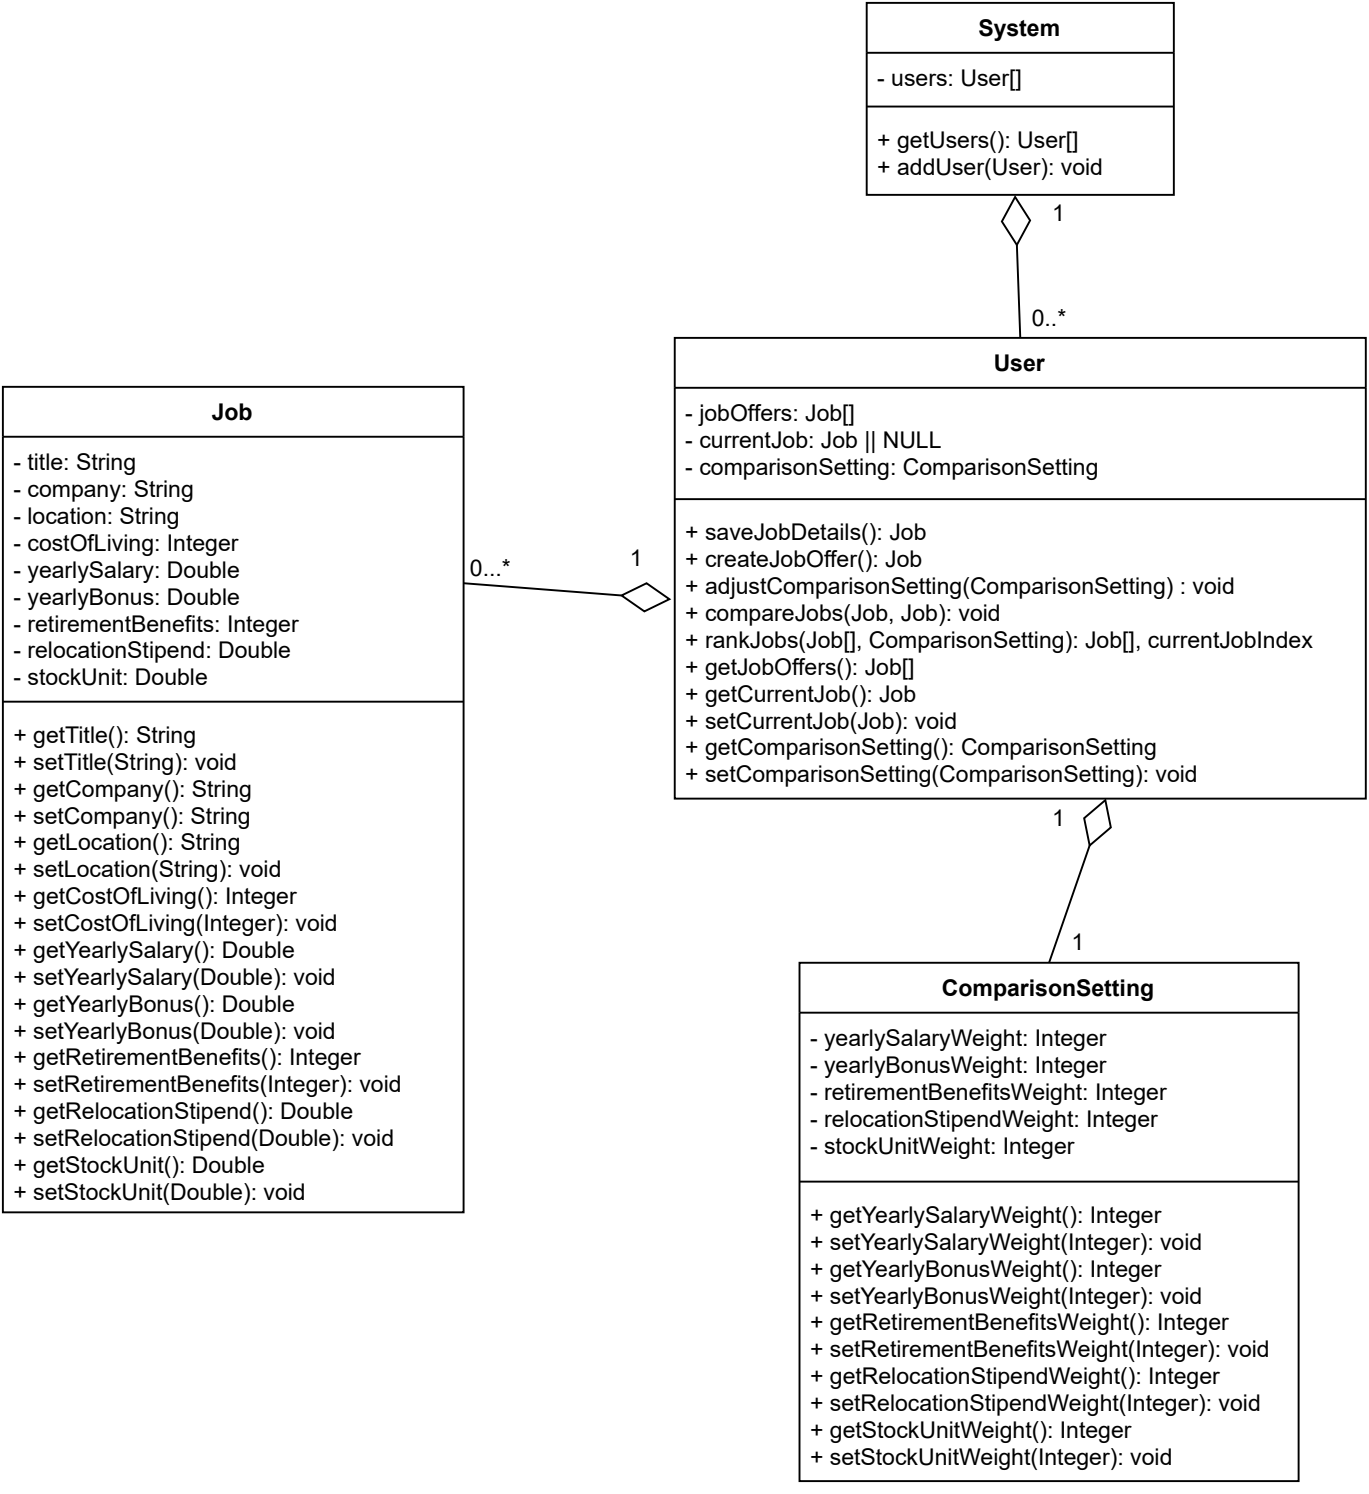 System
- users: User[]
+ getUsers(): User[]
+ addUser(User): void
1
0..*
User
- jobOffers: Job[]
- currentJob: Job || NULL
- comparisonSetting: ComparisonSetting
+ saveJobDetails(): Job
+ createJobOffer(): Job
+ adjustComparisonSetting(ComparisonSetting) : void
+ compareJobs(Job, Job): void
+ rankJobs(Job[], ComparisonSetting): Job[], currentJobIndex
+ getJobOffers(): Job[]
+ getCurrentJob(): Job
+ setCurrentJob(Job): void
+ getComparisonSetting(): ComparisonSetting
+ setComparisonSetting(ComparisonSetting): void
1
0...*
Job
- title: String
- company: String
- location: String
- costOfLiving: Integer
- yearlySalary: Double
- yearlyBonus: Double
- retirementBenefits: Integer
- relocationStipend: Double
- stockUnit: Double
+ getTitle(): String
+ setTitle(String): void
+ getCompany(): String
+ setCompany(): String
+ getLocation(): String
+ setLocation(String): void
+ getCostOfLiving(): Integer
+ setCostOfLiving(Integer): void
+ getYearlySalary(): Double
+ setYearlySalary(Double): void
+ getYearlyBonus(): Double
+ setYearlyBonus(Double): void
+ getRetirementBenefits(): Integer
+ setRetirementBenefits(Integer): void
+ getRelocationStipend(): Double
+ setRelocationStipend(Double): void
+ getStockUnit(): Double
+ setStockUnit(Double): void
1
1
ComparisonSetting
- yearlySalaryWeight: Integer
- yearlyBonusWeight: Integer
- retirementBenefitsWeight: Integer
- relocationStipendWeight: Integer
- stockUnitWeight: Integer
+ getYearlySalaryWeight(): Integer
+ setYearlySalaryWeight(Integer): void
+ getYearlyBonusWeight(): Integer
+ setYearlyBonusWeight(Integer): void
+ getRetirementBenefitsWeight(): Integer
+ setRetirementBenefitsWeight(Integer): void
+ getRelocationStipendWeight(): Integer
+ setRelocationStipendWeight(Integer): void
+ getStockUnitWeight(): Integer
+ setStockUnitWeight(Integer): void